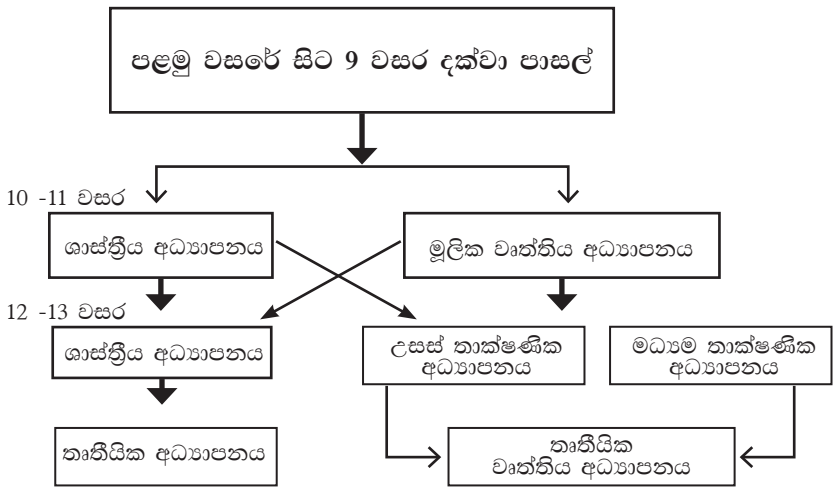 පළමු වසරේ සිට 9 වසර දක්වා පාසල්
10 -11 වසර
ශාස්ත්‍රීය අධ්‍යාපනය
මූලික වෘත්තිය අධ්‍යාපනය
12 -13 වසර
ශාස්ත්‍රීය අධ්‍යාපනය
උසස් තාක්ෂණික
අධ්‍යාපනය
මධ්‍යම තාක්ෂණික
අධ්‍යාපනය
තෘතීයික අධ්‍යාපනය
තෘතීයික
වෘත්තිය අධ්‍යාපනය